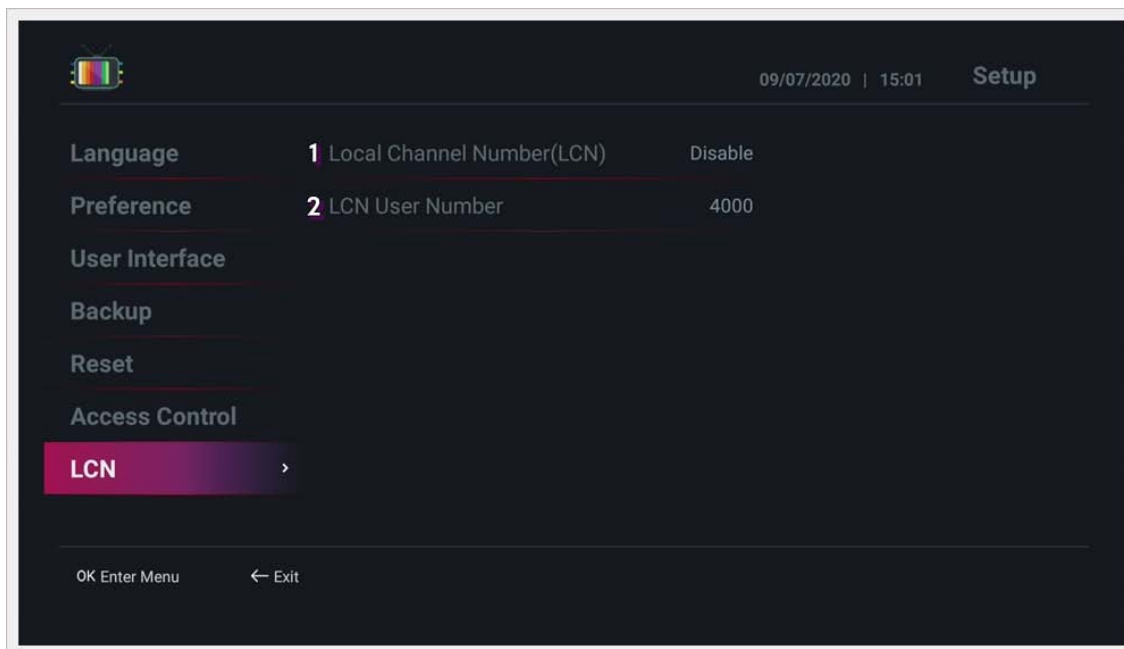 09/07/2020 | 15:01 Setup
Language
1 Local Channel Number(LCN) Disable
Preference
2 LCN User Number 4000
User Interface
Backup
Reset
Access Control
LCN ›
OK Enter Menu ← Exit